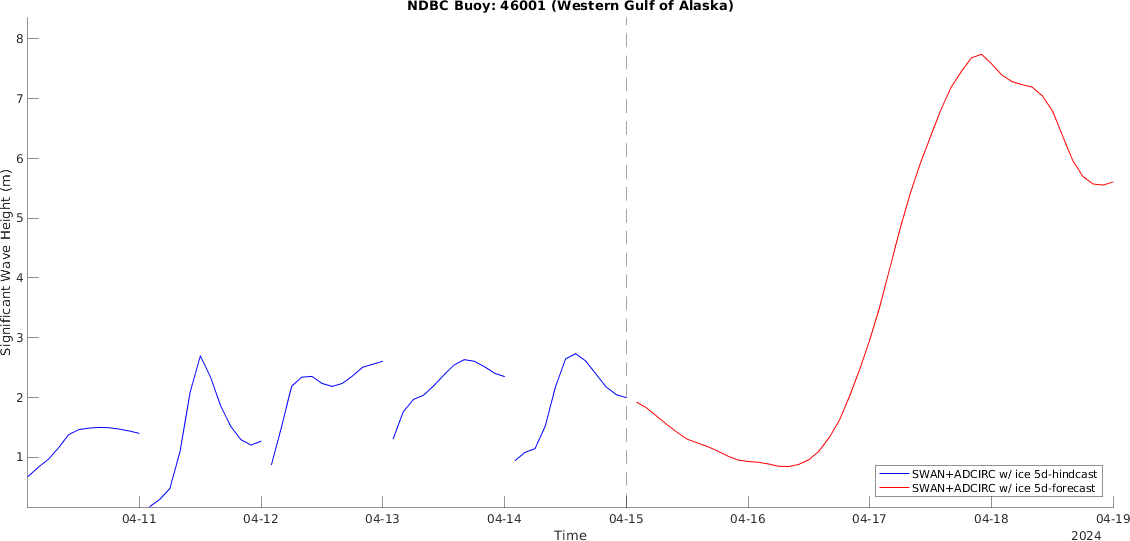 NDBC Buoy: 46001 (Western Gulf of Alaska)
Significant Wave Height (m)
8
7
6
5
4
3
2
1
SWAN+ADCIRC w/ ice 5d-hindcast
SWAN+ADCIRC w/ ice 5d-forecast
04-11 04-12 04-13 04-14 04-15 04-16 04-17 04-18 04-19
Time
2024